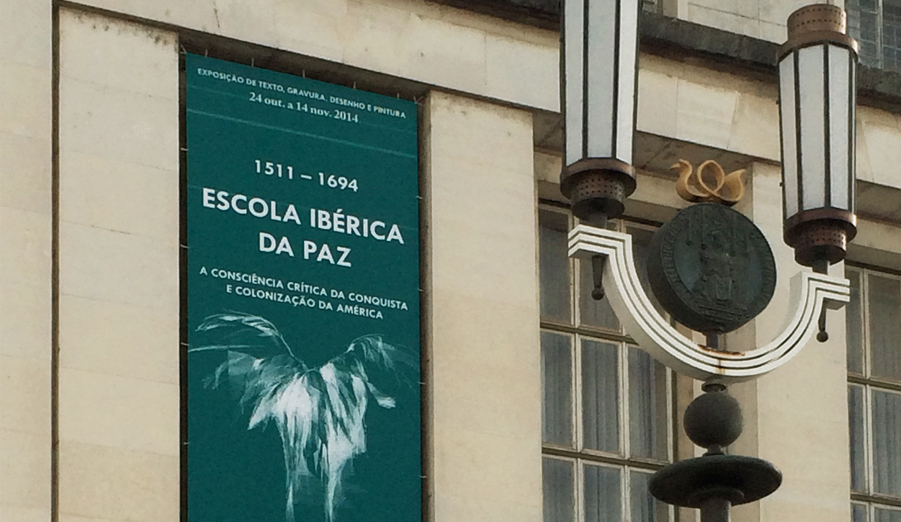 EXPOSIÇÃO DE TEXTO, GRAVURA, DESENHO E PINTURA
24 out. a 14 nov. 2014
1511 – 1694
ESCOLA IBÉRICA
DA PAZ
A CONSCIÊNCIA CRÍTICA DA CONQUISTA
E COLONIZAÇÃO DA AMÉRICA